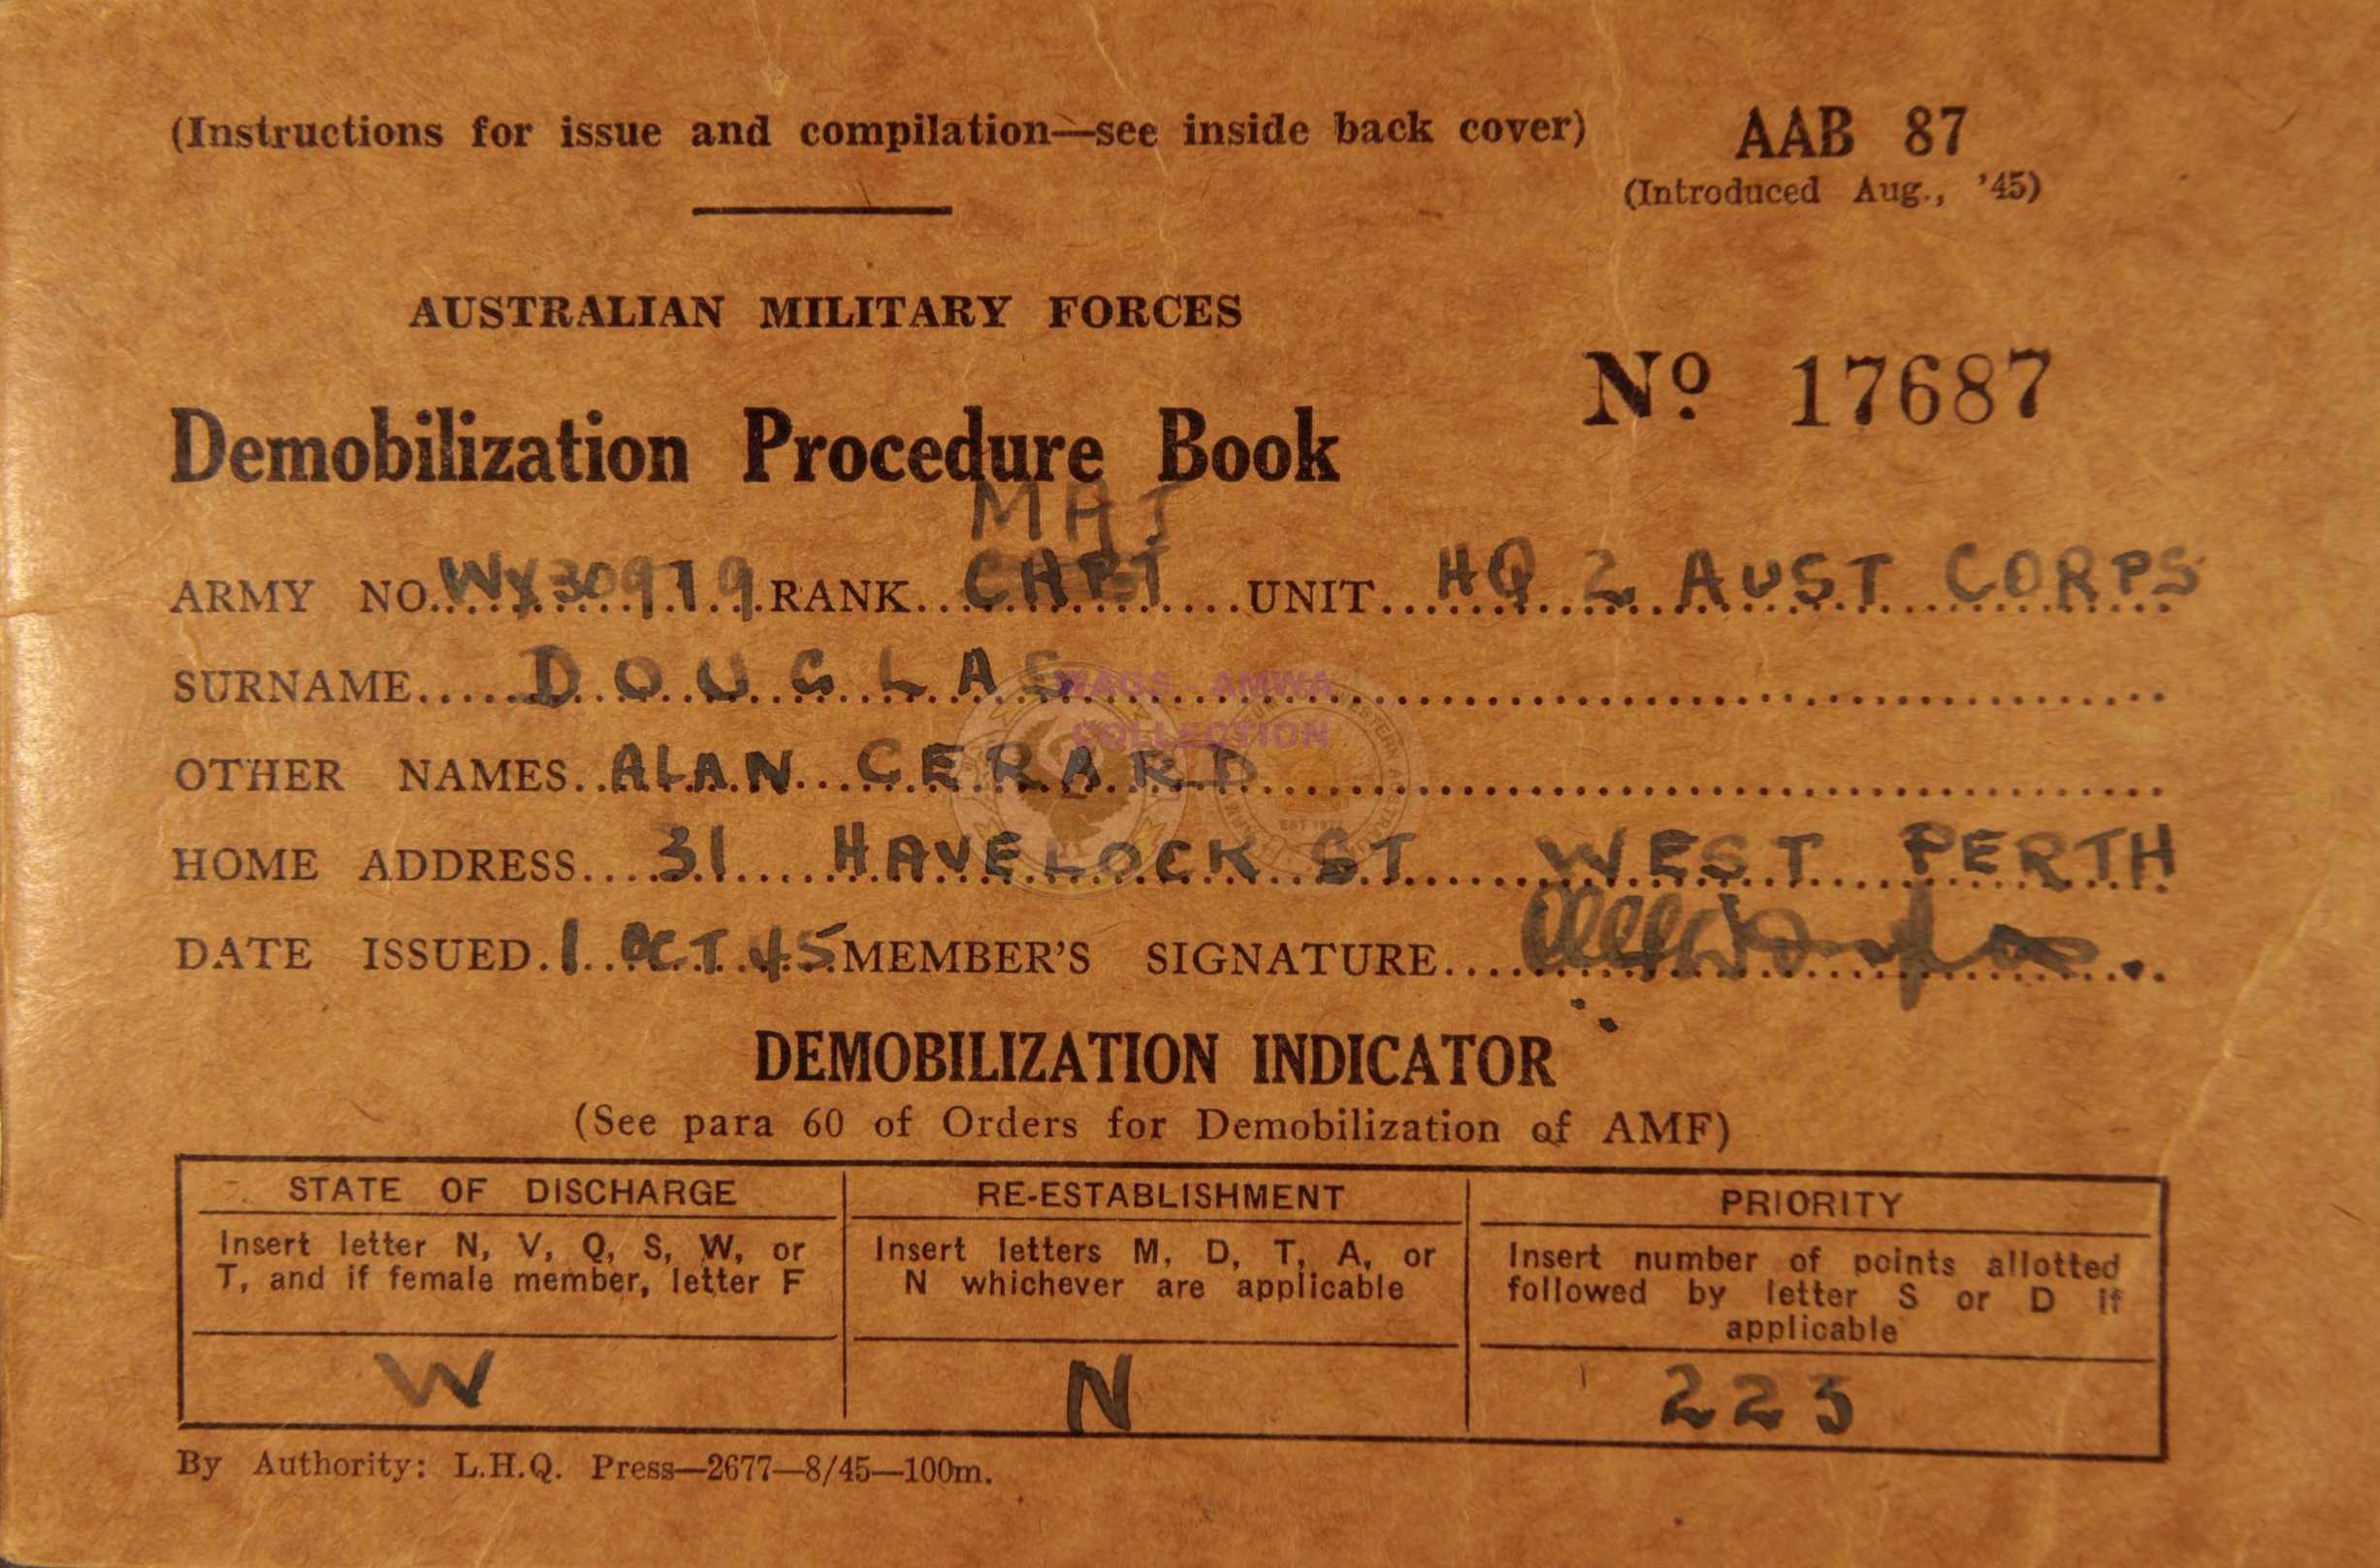 (Instructions for issue and compilation—see inside back cover)
AAB 87
(Introduced Aug., '45)
AUSTRALIAN MILITARY FORCES
Nº 17687
Demobilization Procedure Book
MAJ
ARMY NO. WX30979 RANK CAPT UNIT HQ 2 AUST CORPS
SURNAME DOUGLAS
WAGS - AMWA
COLLECTION
OTHER NAMES ALAN GERARD
HOME ADDRESS 31 HAVELOCK ST WEST PERTH
DATE ISSUED 1 OCT 45 MEMBER'S SIGNATURE
DEMOBILIZATION INDICATOR
(See para 60 of Orders for Demobilization of AMF)
STATE OF DISCHARGE
Insert letter N, V, Q, S, W, or
T, and if female member, letter F
W
RE-ESTABLISHMENT
Insert letters M, D, T, A, or
N whichever are applicable
N
PRIORITY
Insert number of points allotted
followed by letter S or D if
applicable
223
By Authority: L.H.Q. Press—2677—8/45—100m.